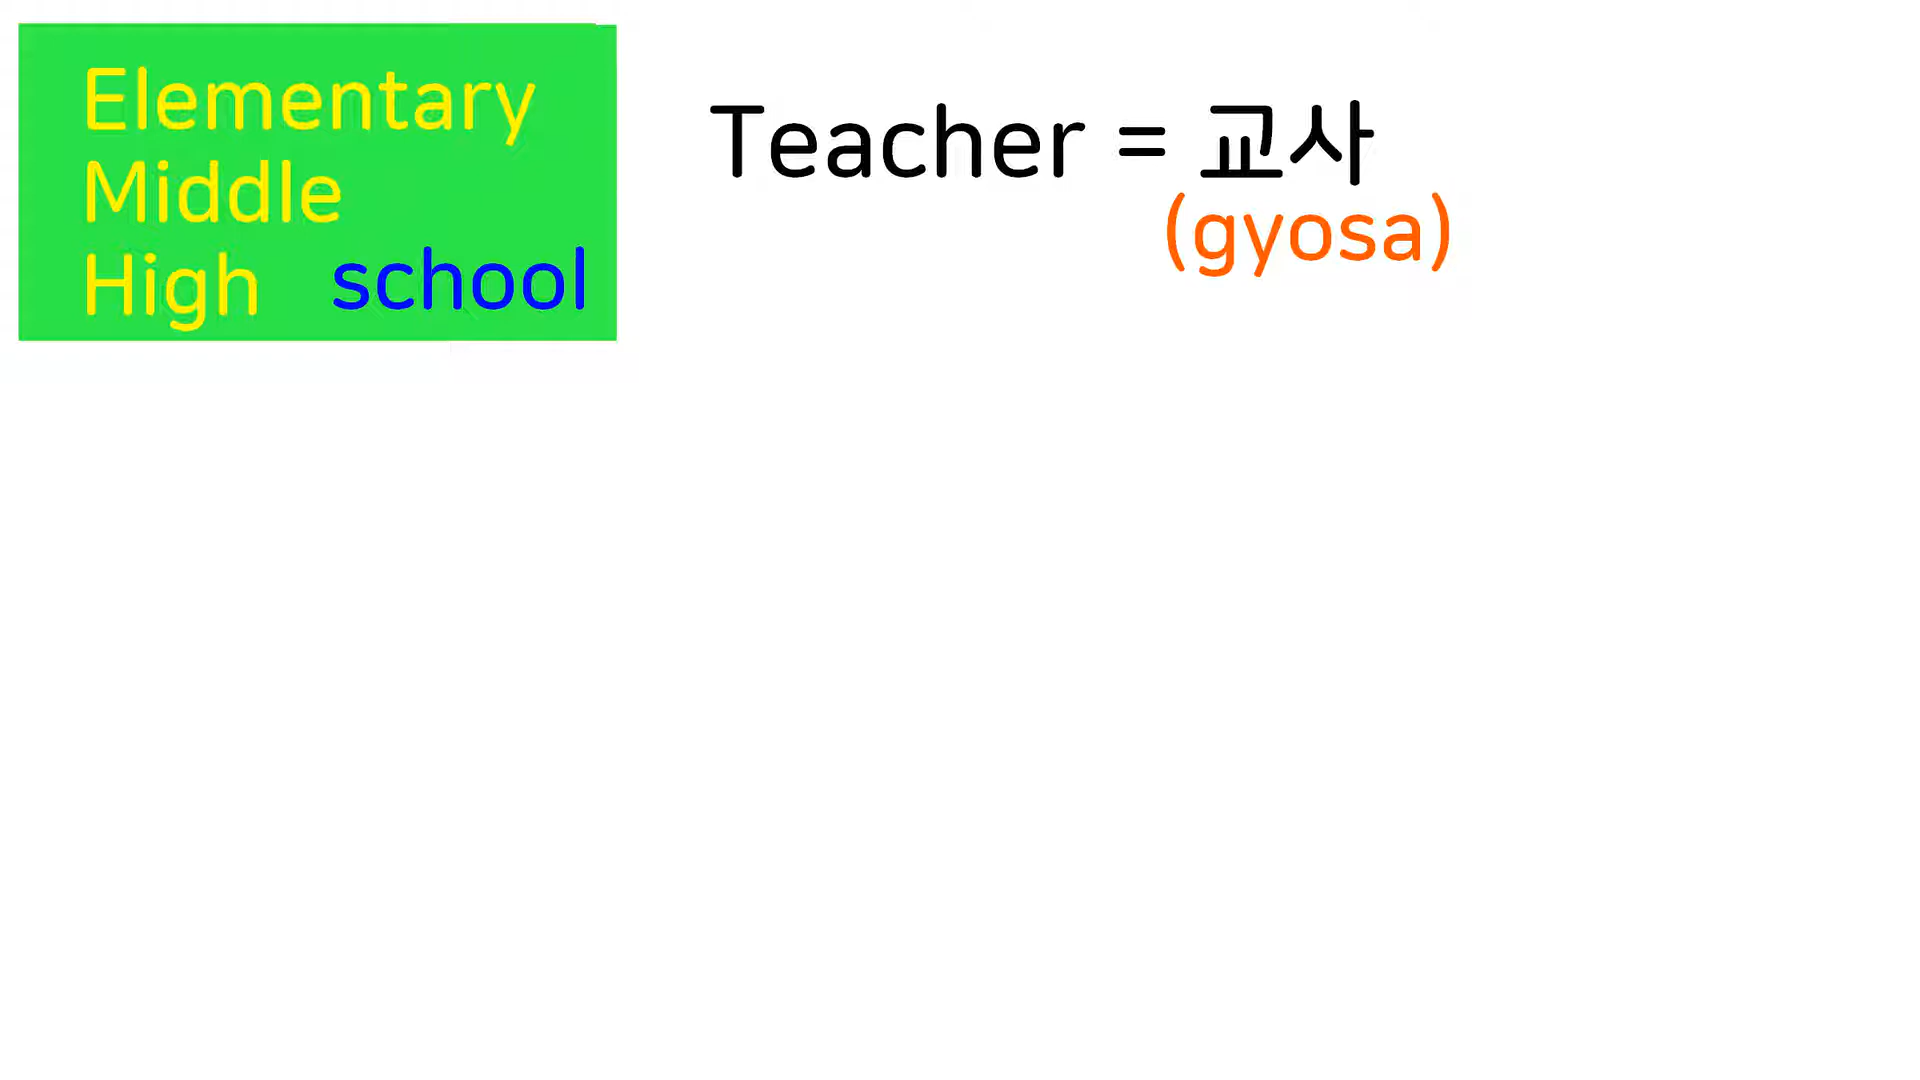 Elementary
Middle
High school
Teacher = 교사
(gyosa)